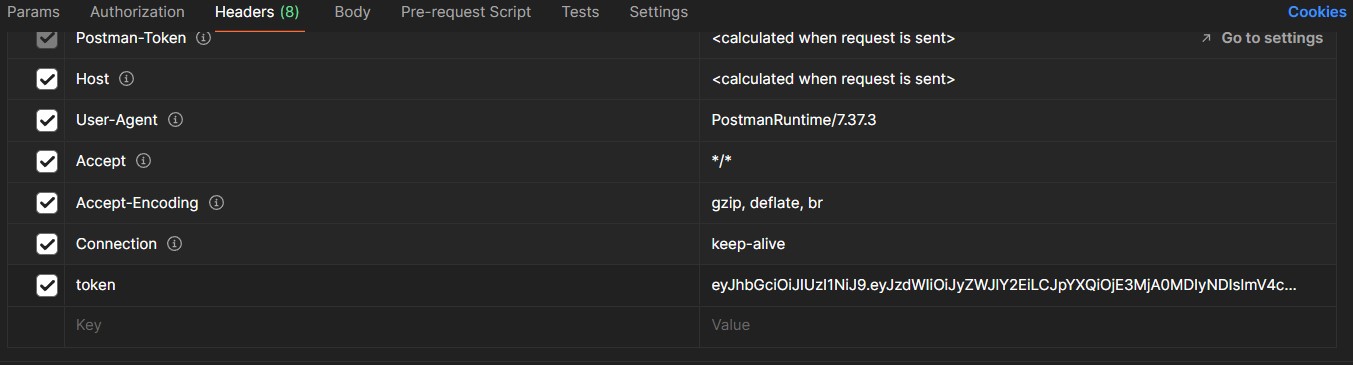 Params Authorization Headers (8) Body Pre-request Script Tests Settings Cookies
Postman-Token <calculated when request is sent> Go to settings
Host <calculated when request is sent>
User-Agent PostmanRuntime/7.37.3
Accept */*
Accept-Encoding gzip, deflate, br
Connection keep-alive
token eyJhbGciOiJIUzI1NiJ9.eyJzdWIiOiJyZWJlY2EiLCJpYXQiOjE3MjA0MDIyNDIsImV4c...
Key Value